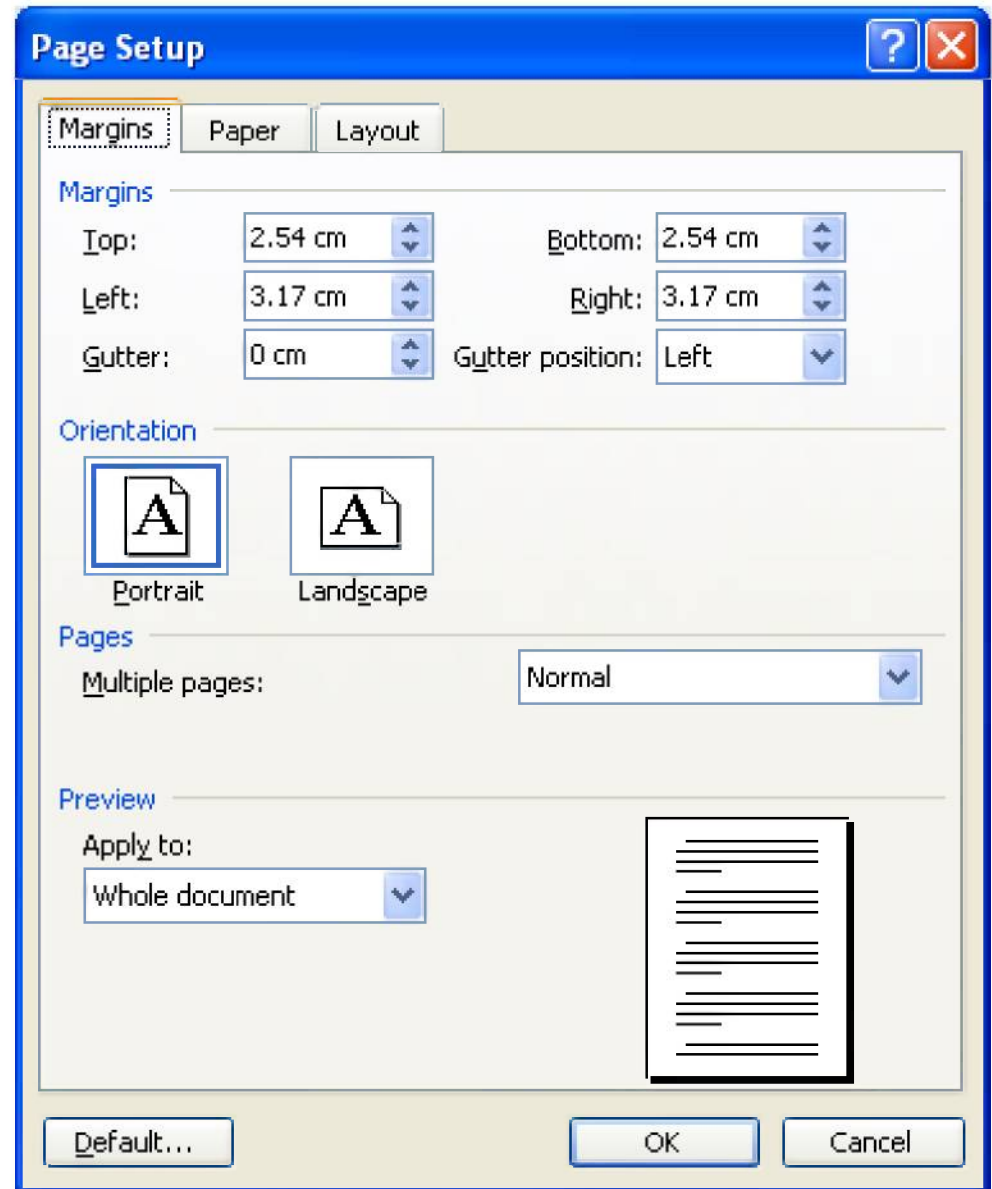 Page Setup
Margins Paper Layout
Margins
Top: 2.54 cm Bottom: 2.54 cm
Left: 3.17 cm Right: 3.17 cm
Gutter: 0 cm Gutter position: Left
Orientation
A A
Portrait Landscape
Pages
Multiple pages: Normal
Preview
Apply to:
Whole document
Default... OK Cancel